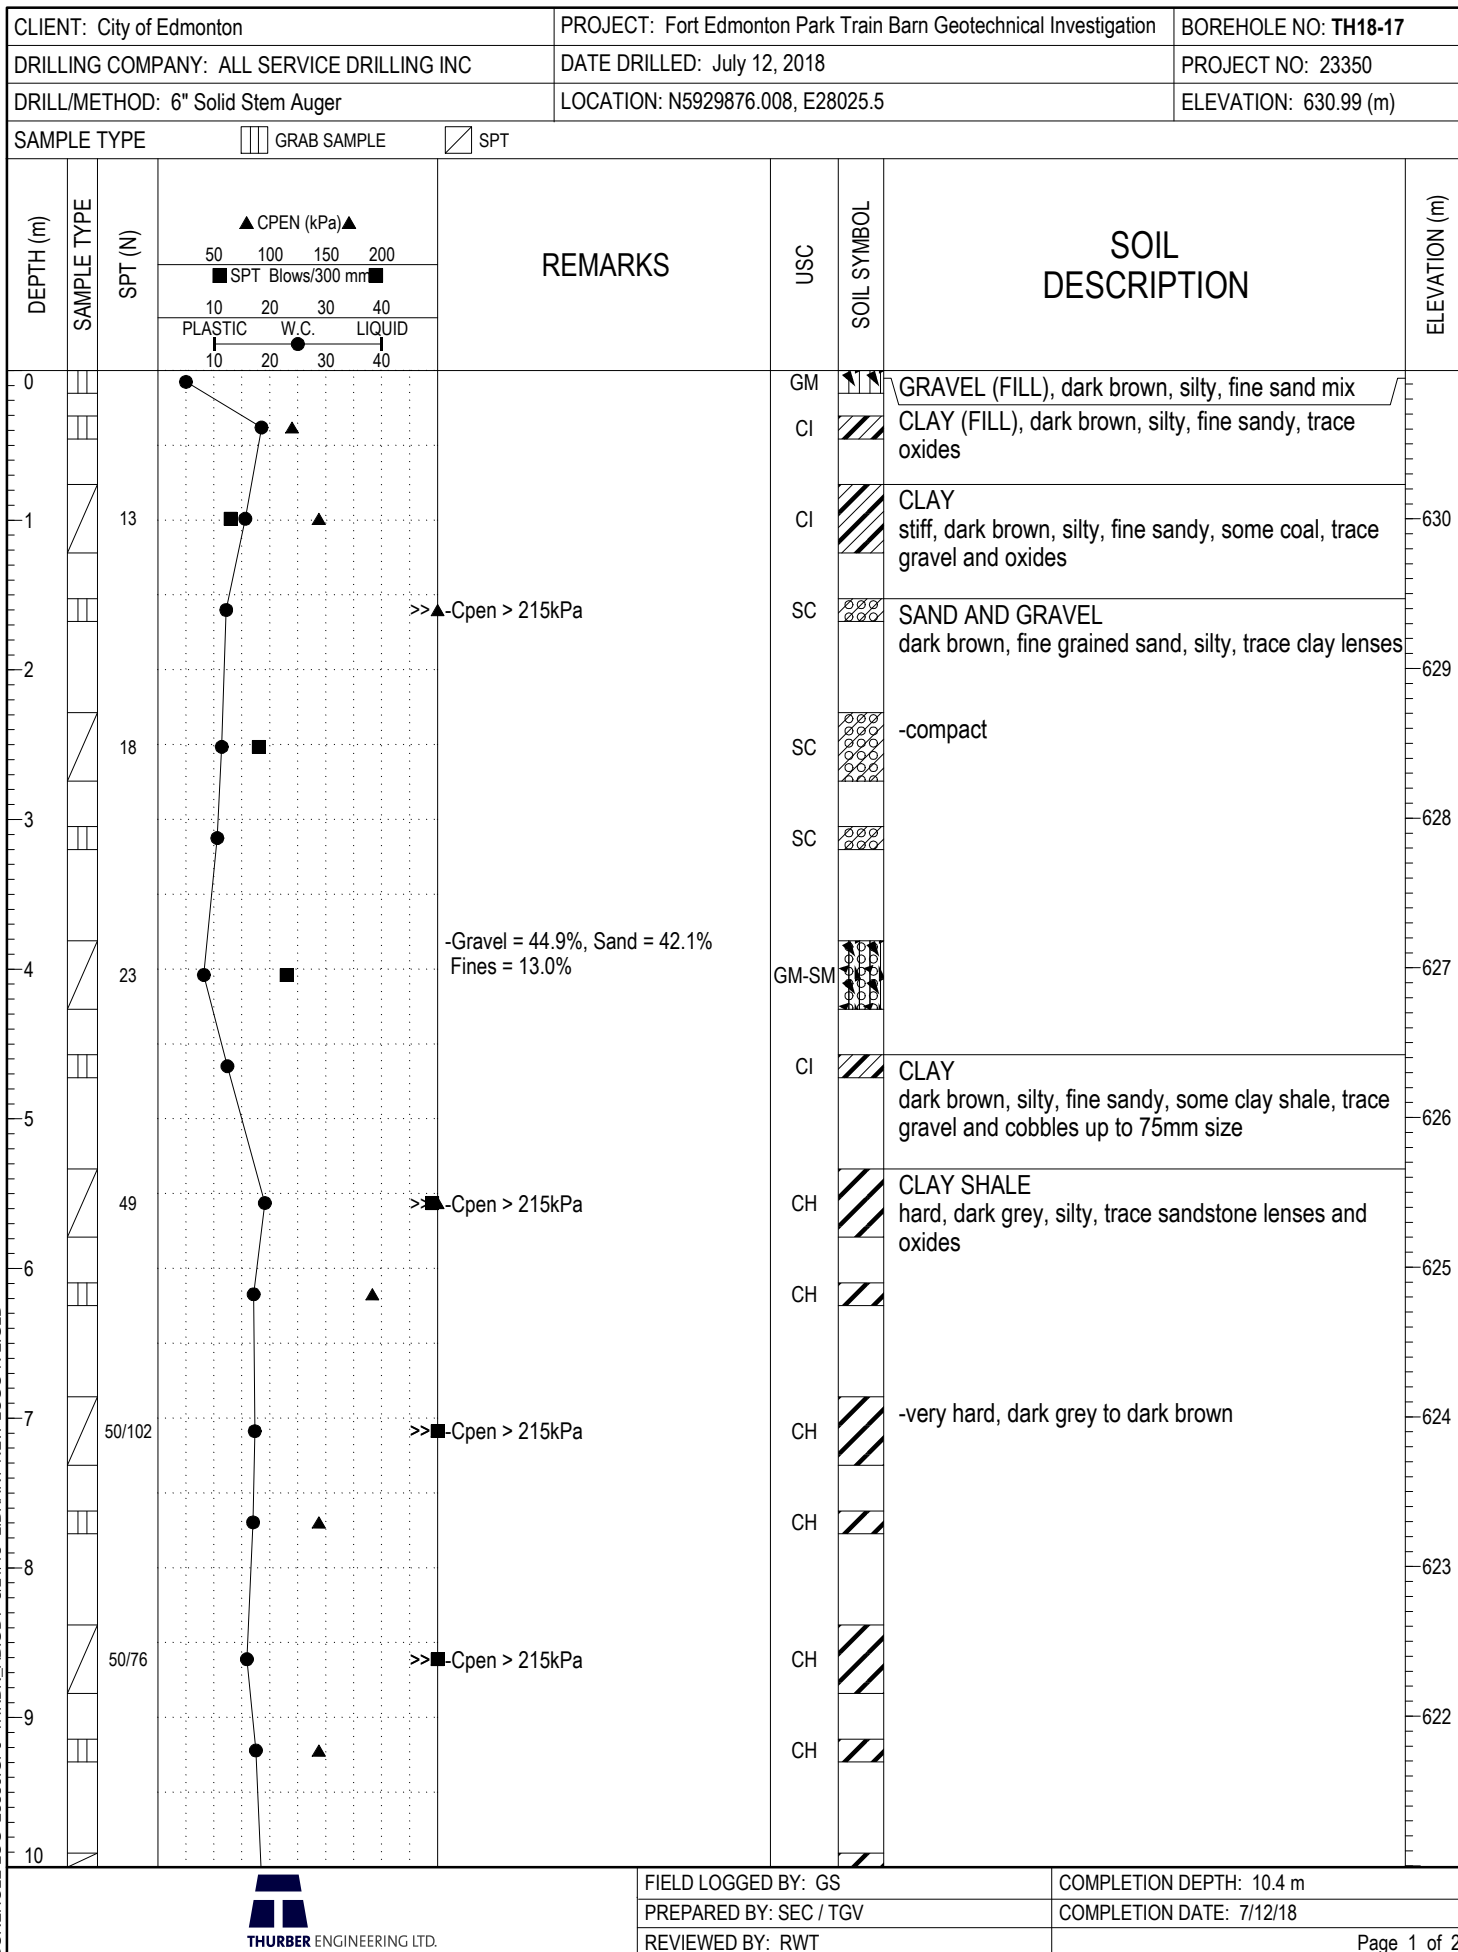 CLIENT: City of Edmonton
PROJECT: Fort Edmonton Park Train Barn Geotechnical Investigation
BOREHOLE NO: TH18-17
DRILLING COMPANY: ALL SERVICE DRILLING INC
DATE DRILLED: July 12, 2018
PROJECT NO: 23350
DRILL/METHOD: 6" Solid Stem Auger
LOCATION: N5929876.008, E28025.5
ELEVATION: 630.99 (m)
SAMPLE TYPE
GRAB SAMPLE
SPT
DEPTH (m)
SAMPLE TYPE
SPT (N)
▲ CPEN (kPa) ▲
50 100 150 200
■ SPT Blows/300 mm ■
10 20 30 40
PLASTIC W.C. LIQUID
10 20 30 40
REMARKS
USC
SOIL SYMBOL
SOIL
DESCRIPTION
ELEVATION (m)
0
GM
GRAVEL (FILL), dark brown, silty, fine sand mix
CI
CLAY (FILL), dark brown, silty, fine sandy, trace
oxides
CLAY
1
13
CI
stiff, dark brown, silty, fine sandy, some coal, trace
gravel and oxides
630
>>
-Cpen > 215kPa
SC
SAND AND GRAVEL
dark brown, fine grained sand, silty, trace clay lenses
2
629
-compact
18
SC
3
628
SC
-Gravel = 44.9%, Sand = 42.1%
Fines = 13.0%
4
23
GM-SM
627
CI
CLAY
dark brown, silty, fine sandy, some clay shale, trace
gravel and cobbles up to 75mm size
5
626
CLAY SHALE
49
>>
-Cpen > 215kPa
CH
hard, dark grey, silty, trace sandstone lenses and
oxides
6
625
CH
7
-very hard, dark grey to dark brown
624
50/102
>>
-Cpen > 215kPa
CH
CH
8
623
50/76
>>
-Cpen > 215kPa
CH
9
622
CH
10
THURBER ENGINEERING LTD.
FIELD LOGGED BY: GS
COMPLETION DEPTH: 10.4 m
PREPARED BY: SEC / TGV
COMPLETION DATE: 7/12/18
REVIEWED BY: RWT
Page 1 of 2